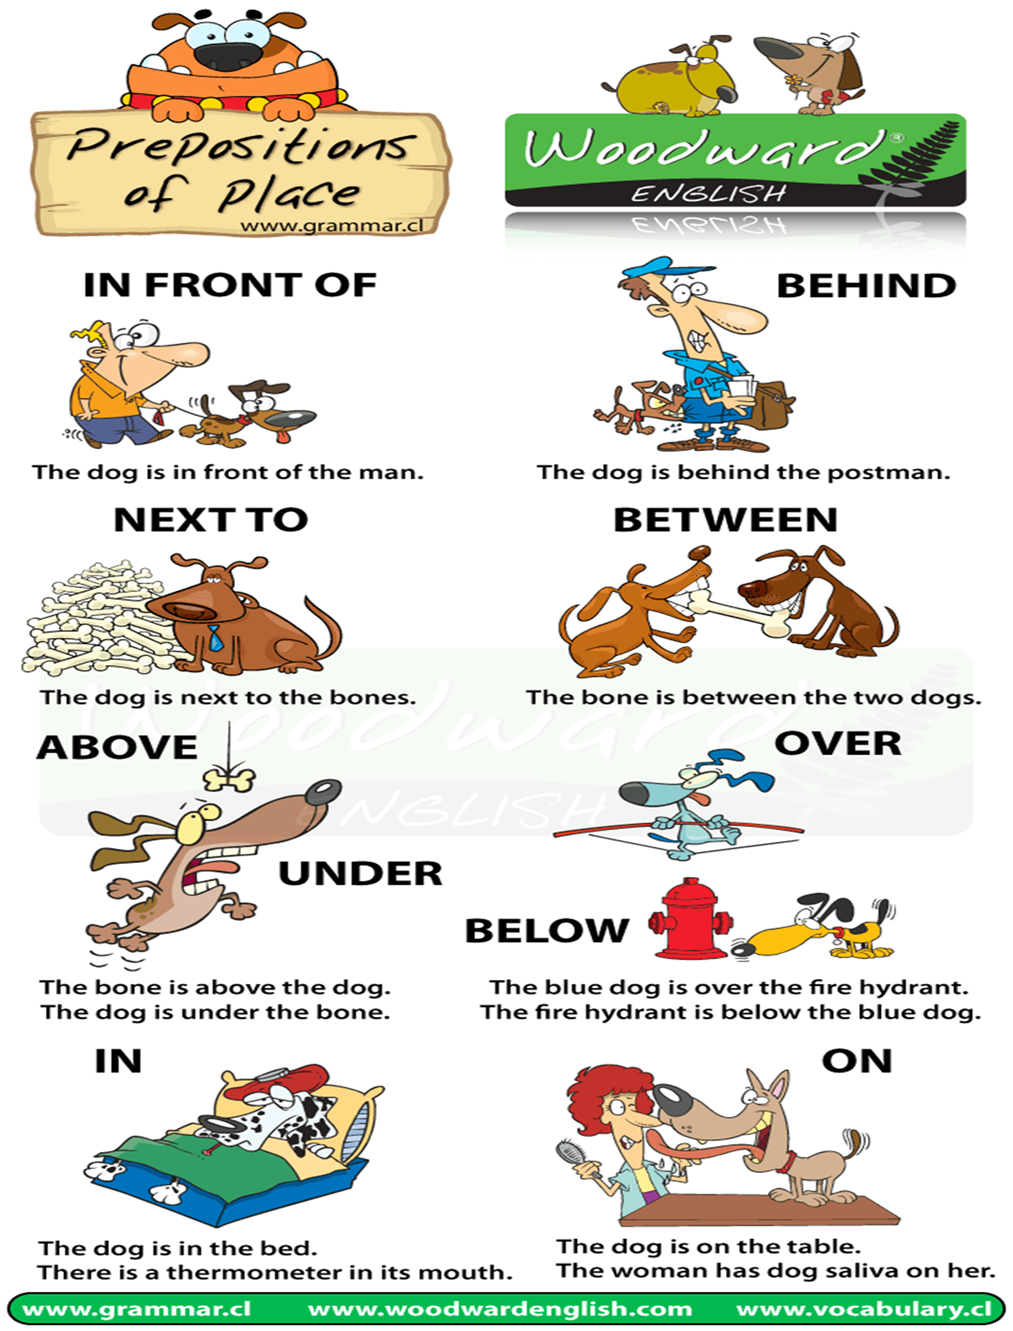 Prepositions
of place
www.grammar.cl
Woodward®
ENGLISH
IN FRONT OF
The dog is in front of the man.
BEHIND
The dog is behind the postman.
NEXT TO
The dog is next to the bones.
BETWEEN
The bone is between the two dogs.
ABOVE
UNDER
The bone is above the dog.
The dog is under the bone.
OVER
BELOW
The blue dog is over the fire hydrant.
The fire hydrant is below the blue dog.
Woodward
ENGLISH
IN
The dog is in the bed.
There is a thermometer in its mouth.
ON
The dog is on the table.
The woman has dog saliva on her.
www.grammar.cl www.woodwardenglish.com www.vocabulary.cl